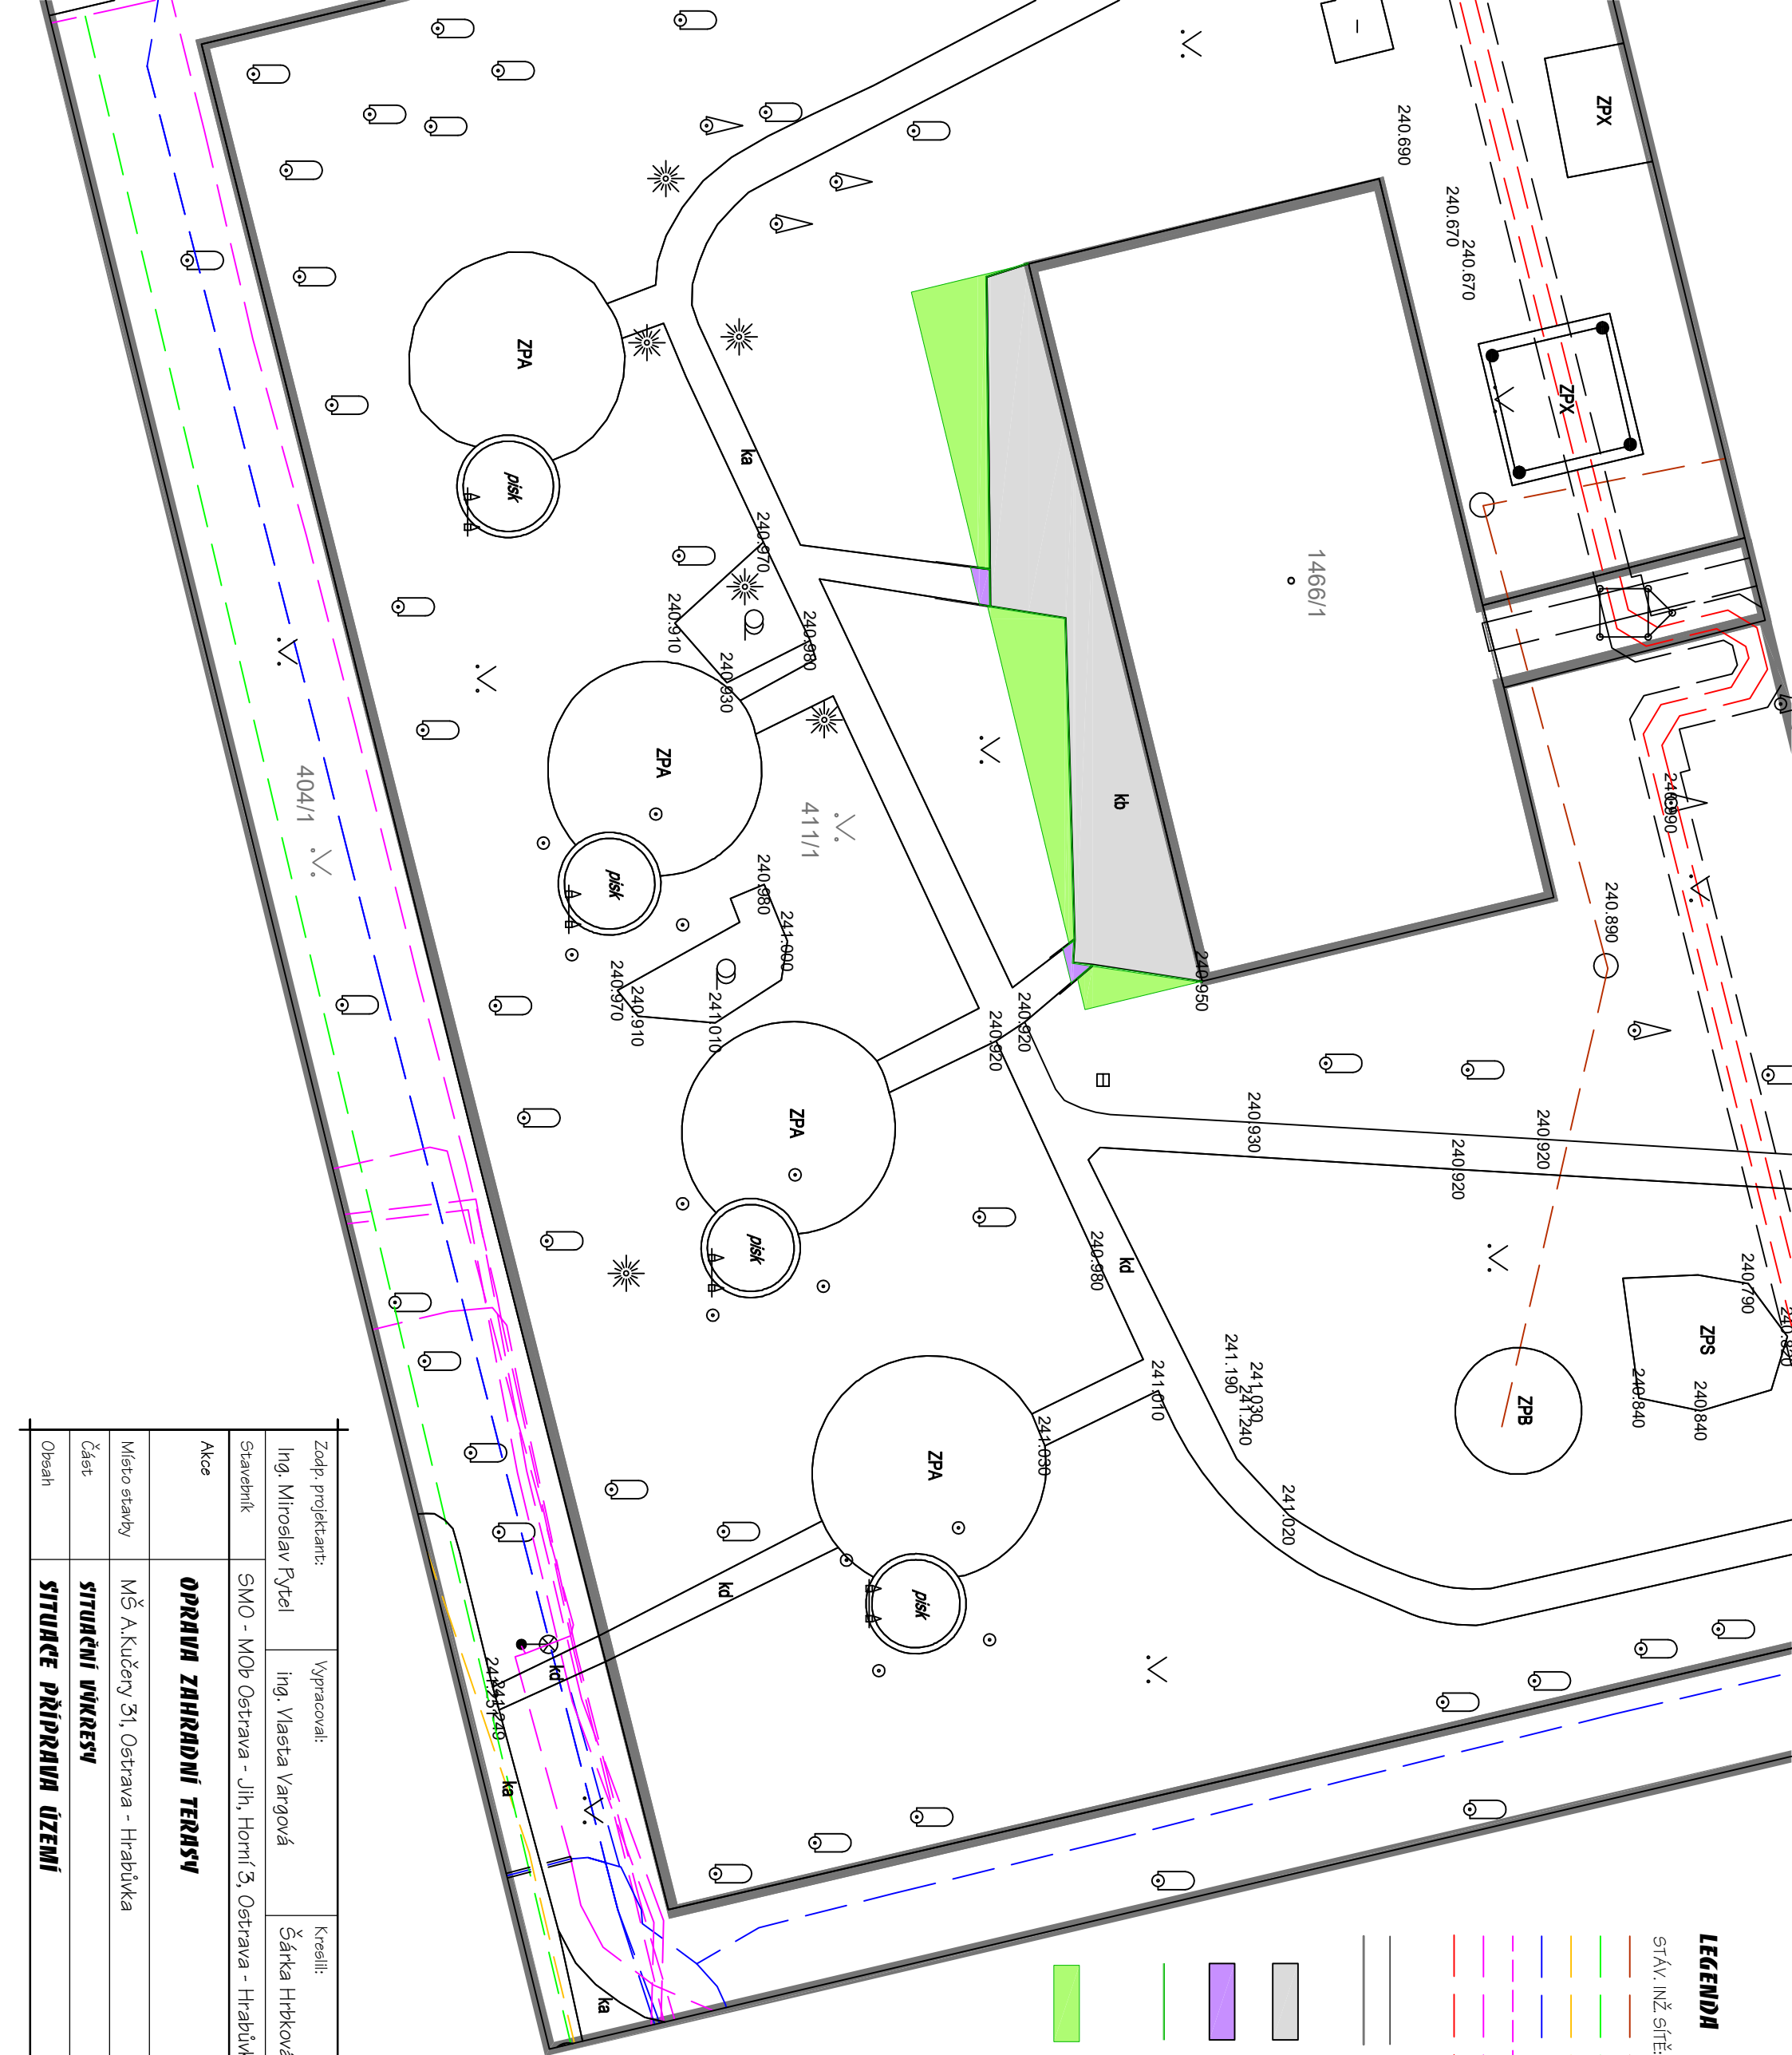 ZPX
240.690
240.670
240.670
ZPX
1466/1
ZPA
pisk
ka
240.970
240.910
240.980
240.930
ZPA
404/1
411/1
kb
pisk
240.980
241.000
240.970
240.910
241.010
240.950
240.920
240.920
240.890
240.930
240.920
240.920
ZPA
pisk
240.980
kd
240.790
ZPS
240.840
240.840
ZPB
241.190
241.030
241.240
241.010
241.030
241.020
ZPA
pisk
kd
kd
ka
ka
LEGENDA
STÁV. INŽ. SÍTĚ:
Zodp. projektant:
Vypracoval:
Kreslil:
Ing. Miroslav Pytel
ing. Vlasta Vargová
Šárka Hrbková
Stavebník
SMO - MOb Ostrava - Jih, Horní 3, Ostrava -
Akce
OPRAVA ZAHRADNÍ TERASY
Místo stavby
MŠ A.Kučery 31, Ostrava - Hrabůvka
Část
SITUAČNÍ VÝKRESY
Obsah
SITUACE PŘÍPRAVA ÚZEMÍ